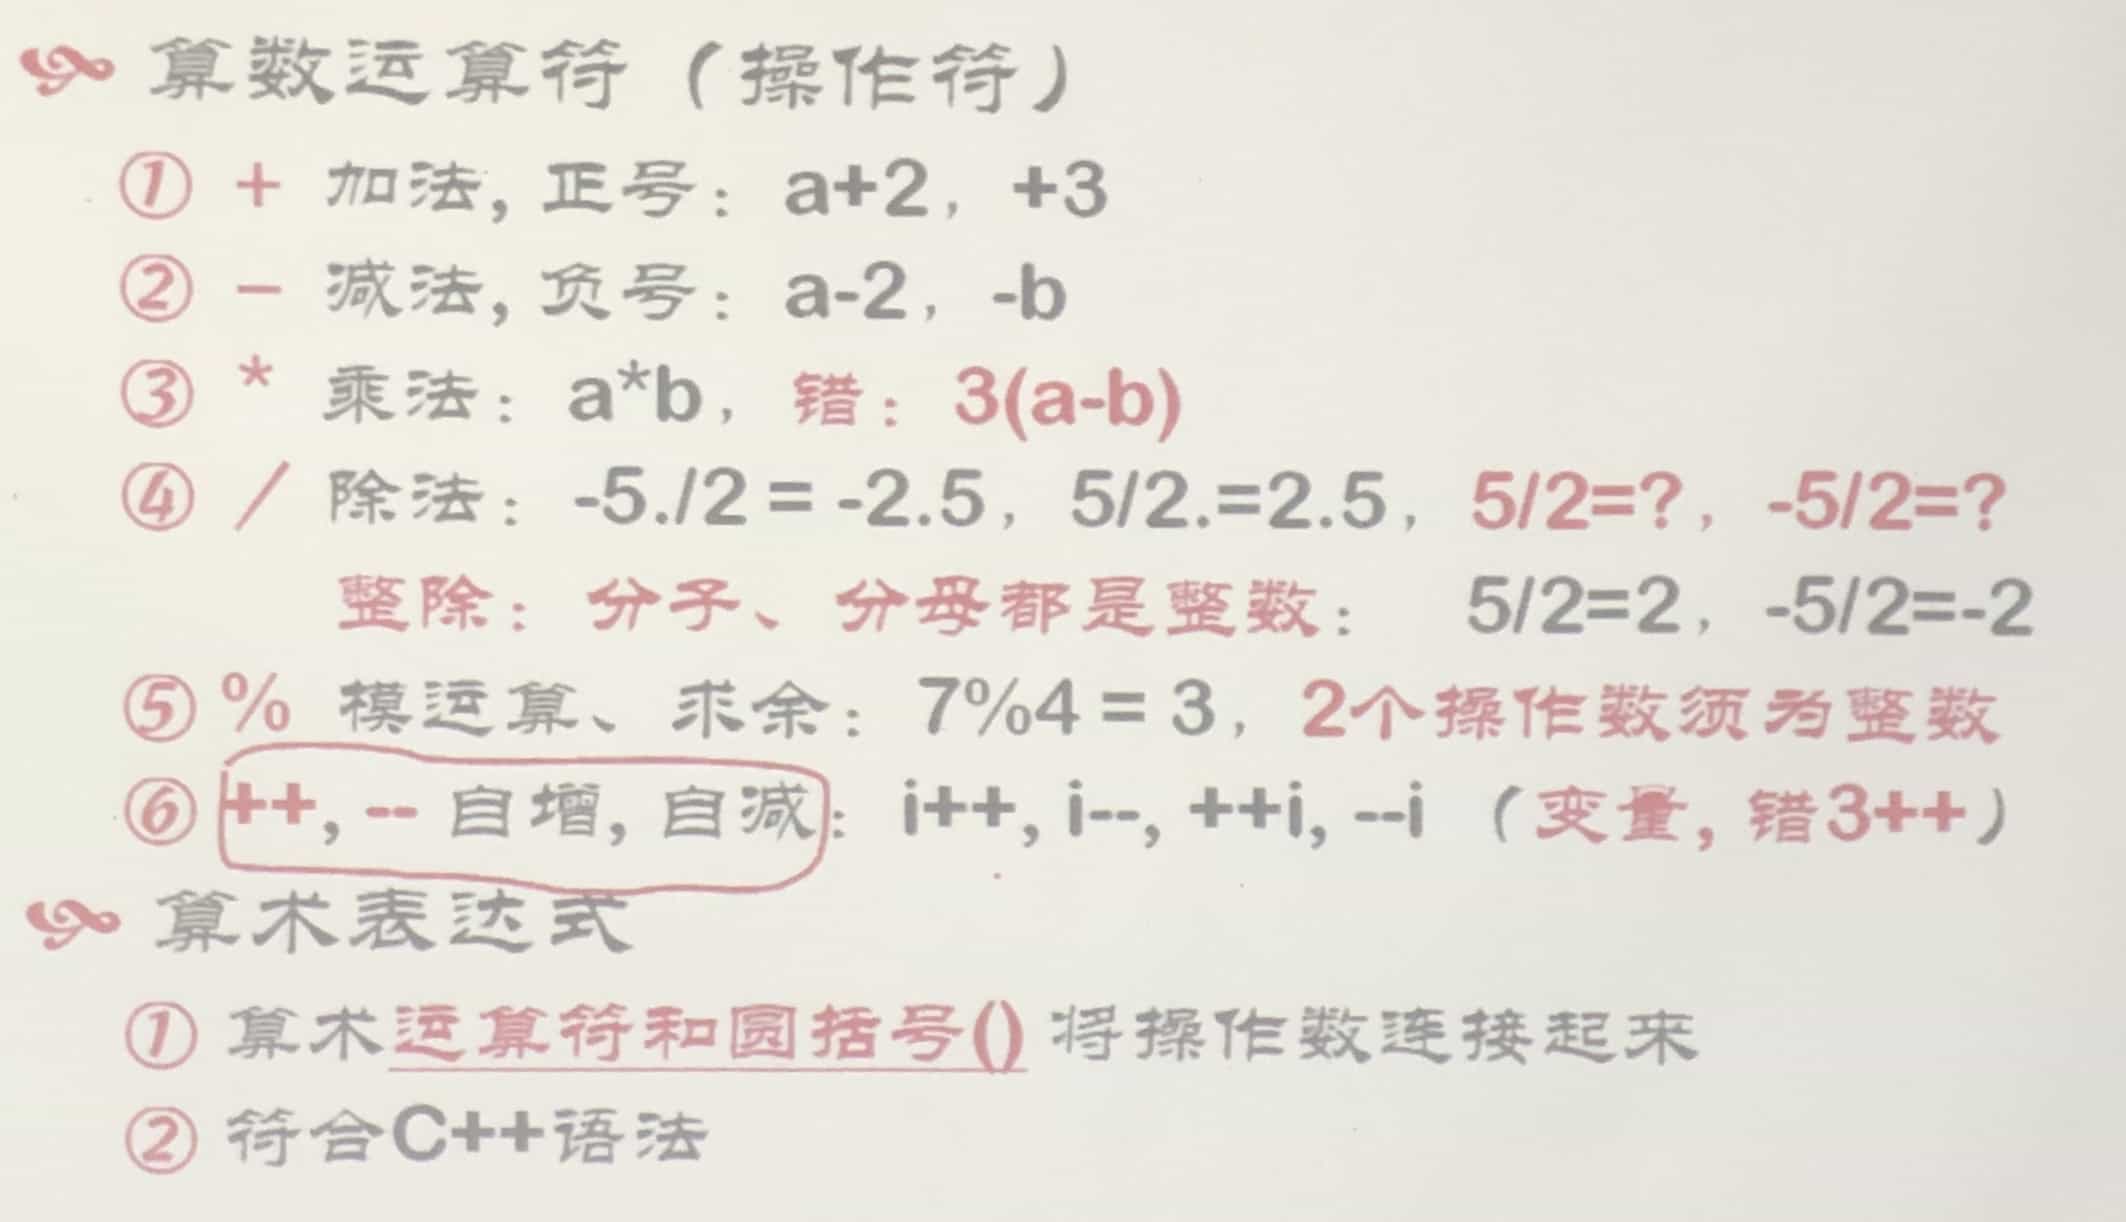 算数运算符（操作符）
① + 加法, 正号：a+2，+3
② − 减法, 负号：a-2，-b
③ * 乘法：a*b，错：3(a-b)
④ / 除法：-5./2 = -2.5，5/2.=2.5，5/2=?，-5/2=?
整除：分子、分母都是整数：5/2=2，-5/2=-2
⑤ % 模运算、求余：7%4 = 3，2个操作数须为整数
⑥ ++, -- 自增, 自减：i++, i--, ++i, --i（变量, 错3++）
算术表达式
① 算术运算符和圆括号() 将操作数连接起来
② 符合C++语法